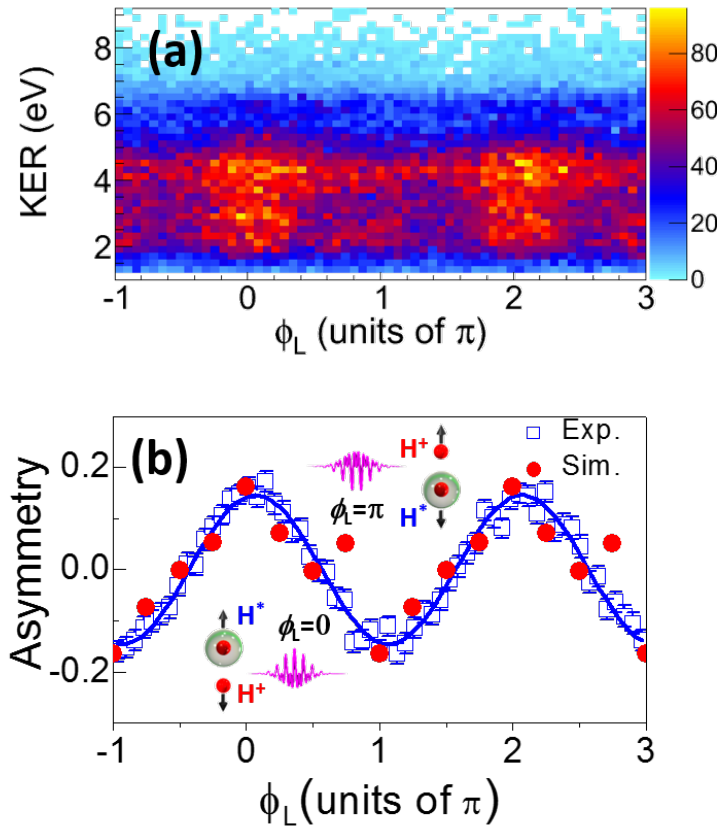 (a)
KER (eV)
8
6
4
2
-1 0 1 2 3
ϕL (units of π)
80
60
40
20
0
(b)
Asymmetry
0.2
0.0
-0.2
H+
ϕL=π
H*
Exp.
Sim.
H*
ϕL=0
H+
-1 0 1 2 3
ϕL(units of π)